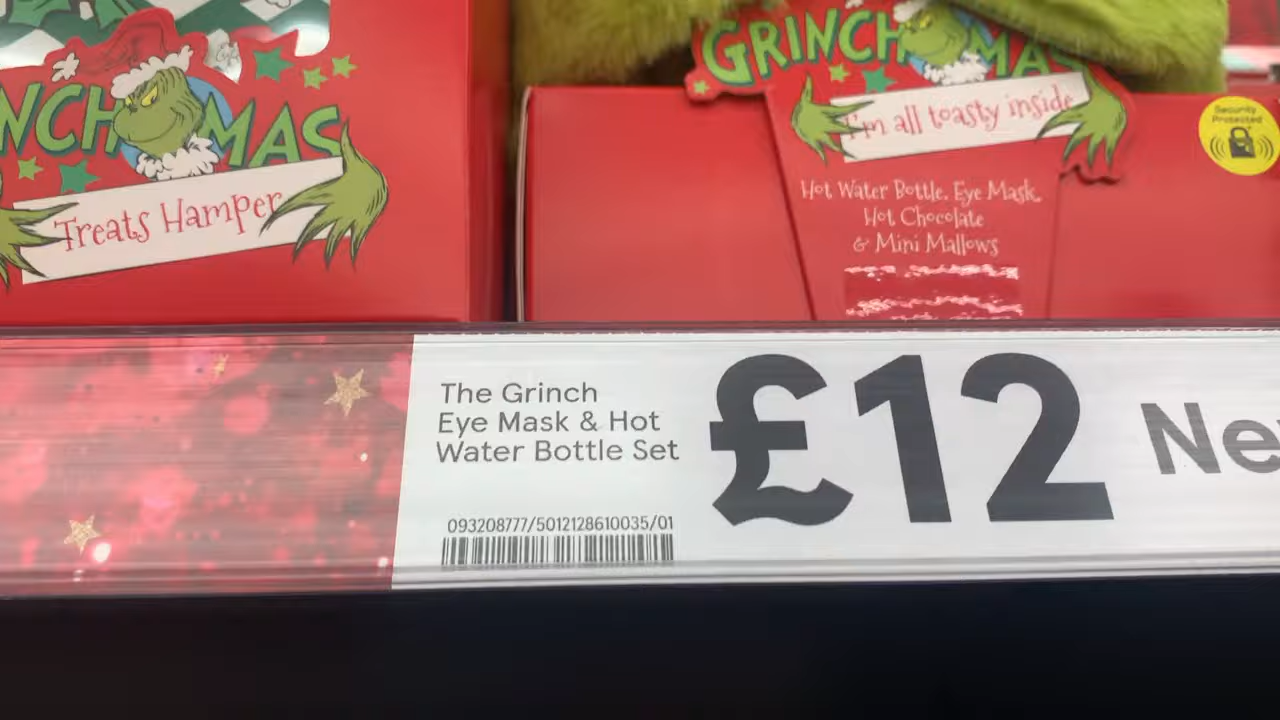 NCH MAS
Treats Hamper
GRINCH MAS
I'm all toasty inside
Hot Water Bottle, Eye Mask,
Hot Chocolate
& Mini Mallows
Security
Protected
The Grinch
Eye Mask & Hot
Water Bottle Set
093208777/5012128610035/01
£12
Ne